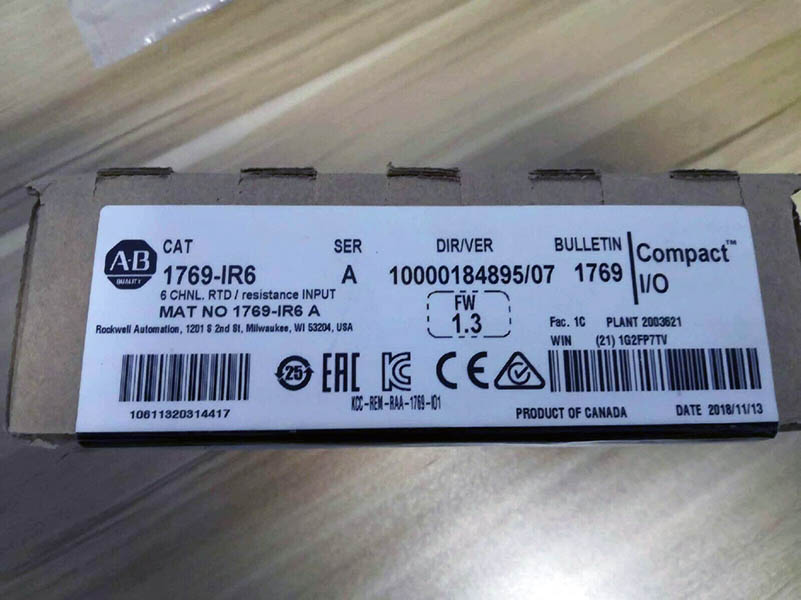 A-B
QUALITY
CAT SER DIR/VER BULLETIN
1769-IR6 A 10000184895/07 1769
Compact™
I/O
6 CHNL. RTD / resistance INPUT
MAT NO 1769-IR6 A
FW
1.3
Rockwell Automation, 1201 S 2nd St, Milwaukee, WI 53204, USA
Fac. 1C PLANT 2003621
WIN (21) 1G2FP7TV
25 EAC KC CE
KCC-REM-RAA-1769-I01
10611320314417
PRODUCT OF CANADA
DATE 2018/11/13